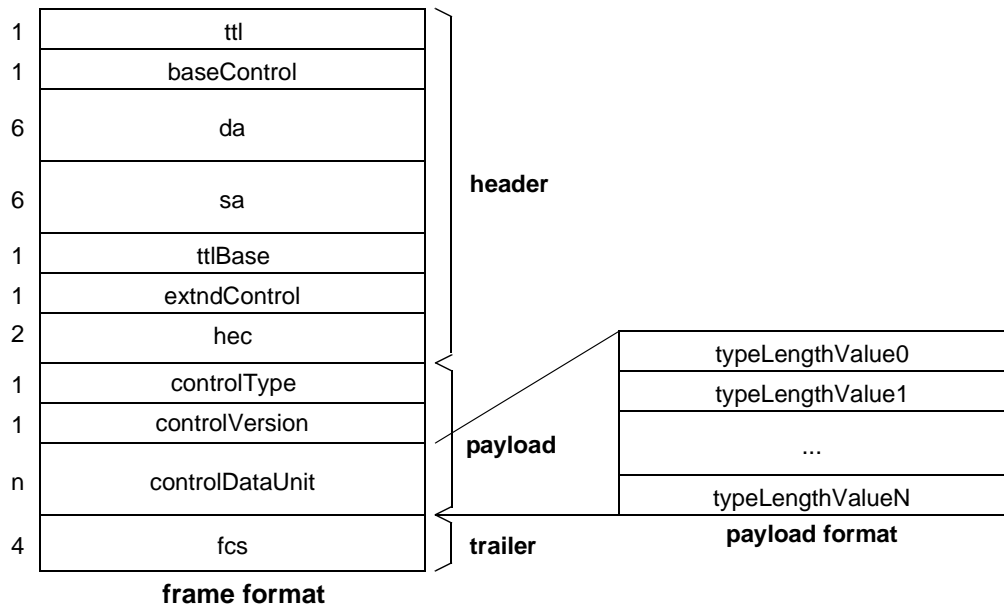 1 ttl
1 baseControl
6 da
6 sa
header
1 ttlBase
1 extndControl
2 hec
1 controlType
1 controlVersion
n controlDataUnit
payload
4 fcs
trailer
frame format
typeLengthValue0
typeLengthValue1
...
typeLengthValueN
payload format